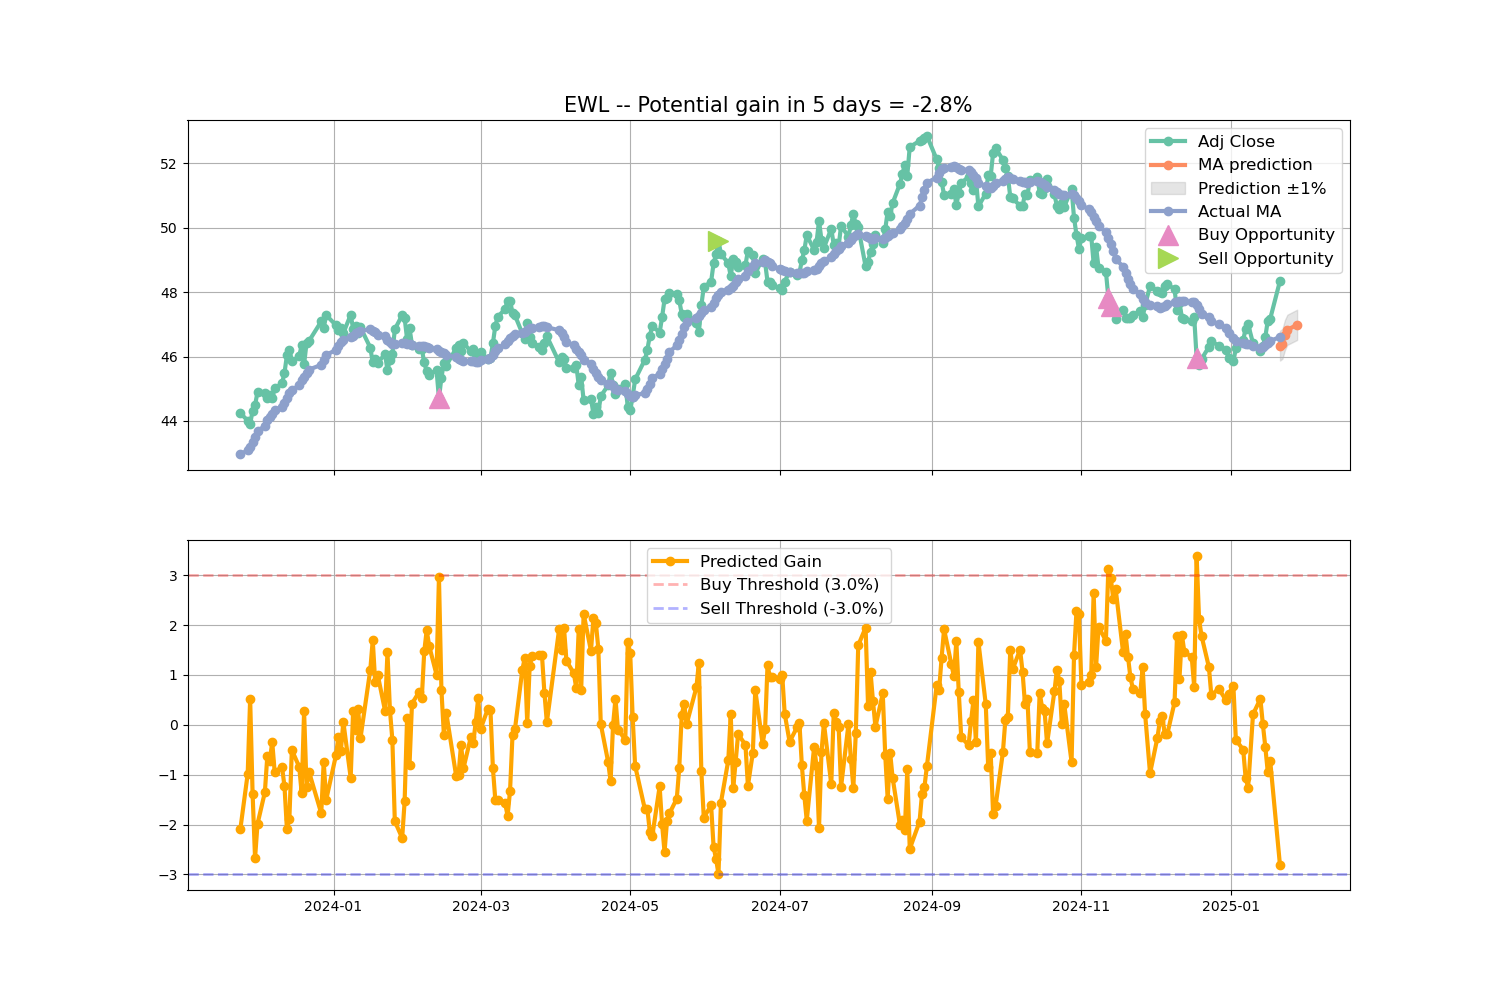 EWL -- Potential gain in 5 days = -2.8%
52
50
48
46
44
Adj Close
MA prediction
Prediction ±1%
Actual MA
Buy Opportunity
Sell Opportunity
3
2
1
0
−1
−2
−3
Predicted Gain
Buy Threshold (3.0%)
Sell Threshold (-3.0%)
2024-01
2024-03
2024-05
2024-07
2024-09
2024-11
2025-01